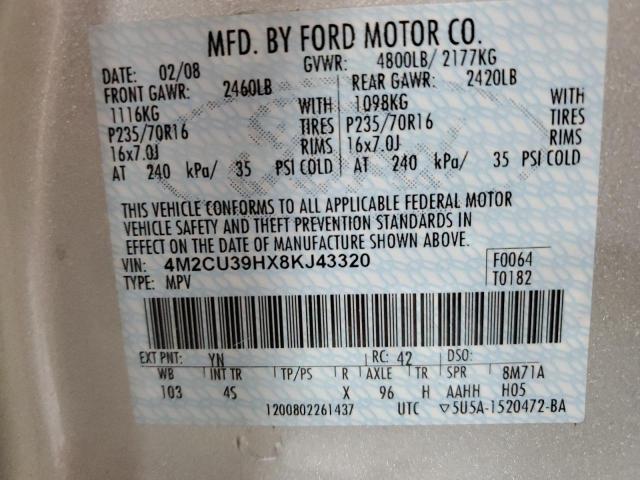 MFD. BY FORD MOTOR CO.
DATE: 02/08 GVWR: 4800LB/ 2177KG
FRONT GAWR: 2460LB REAR GAWR: 2420LB
1116KG WITH 1098KG WITH
P235/70R16 TIRES P235/70R16 TIRES
16x7.0J RIMS 16x7.0J RIMS
AT 240 kPa/ 35 PSI COLD AT 240 kPa/ 35 PSI COLD
THIS VEHICLE CONFORMS TO ALL APPLICABLE FEDERAL MOTOR
VEHICLE SAFETY AND THEFT PREVENTION STANDARDS IN
EFFECT ON THE DATE OF MANUFACTURE SHOWN ABOVE.
VIN: 4M2CU39HX8KJ43320 F0064
TYPE: MPV T0182
EXT PNT: YN RC: 42 DSO:
WB INT TR TP/PS R AXLE TR SPR 8M71A
103 4S X 96 H AAHH H05
1200802261437 UTC ▽5U5A-1520472-BA